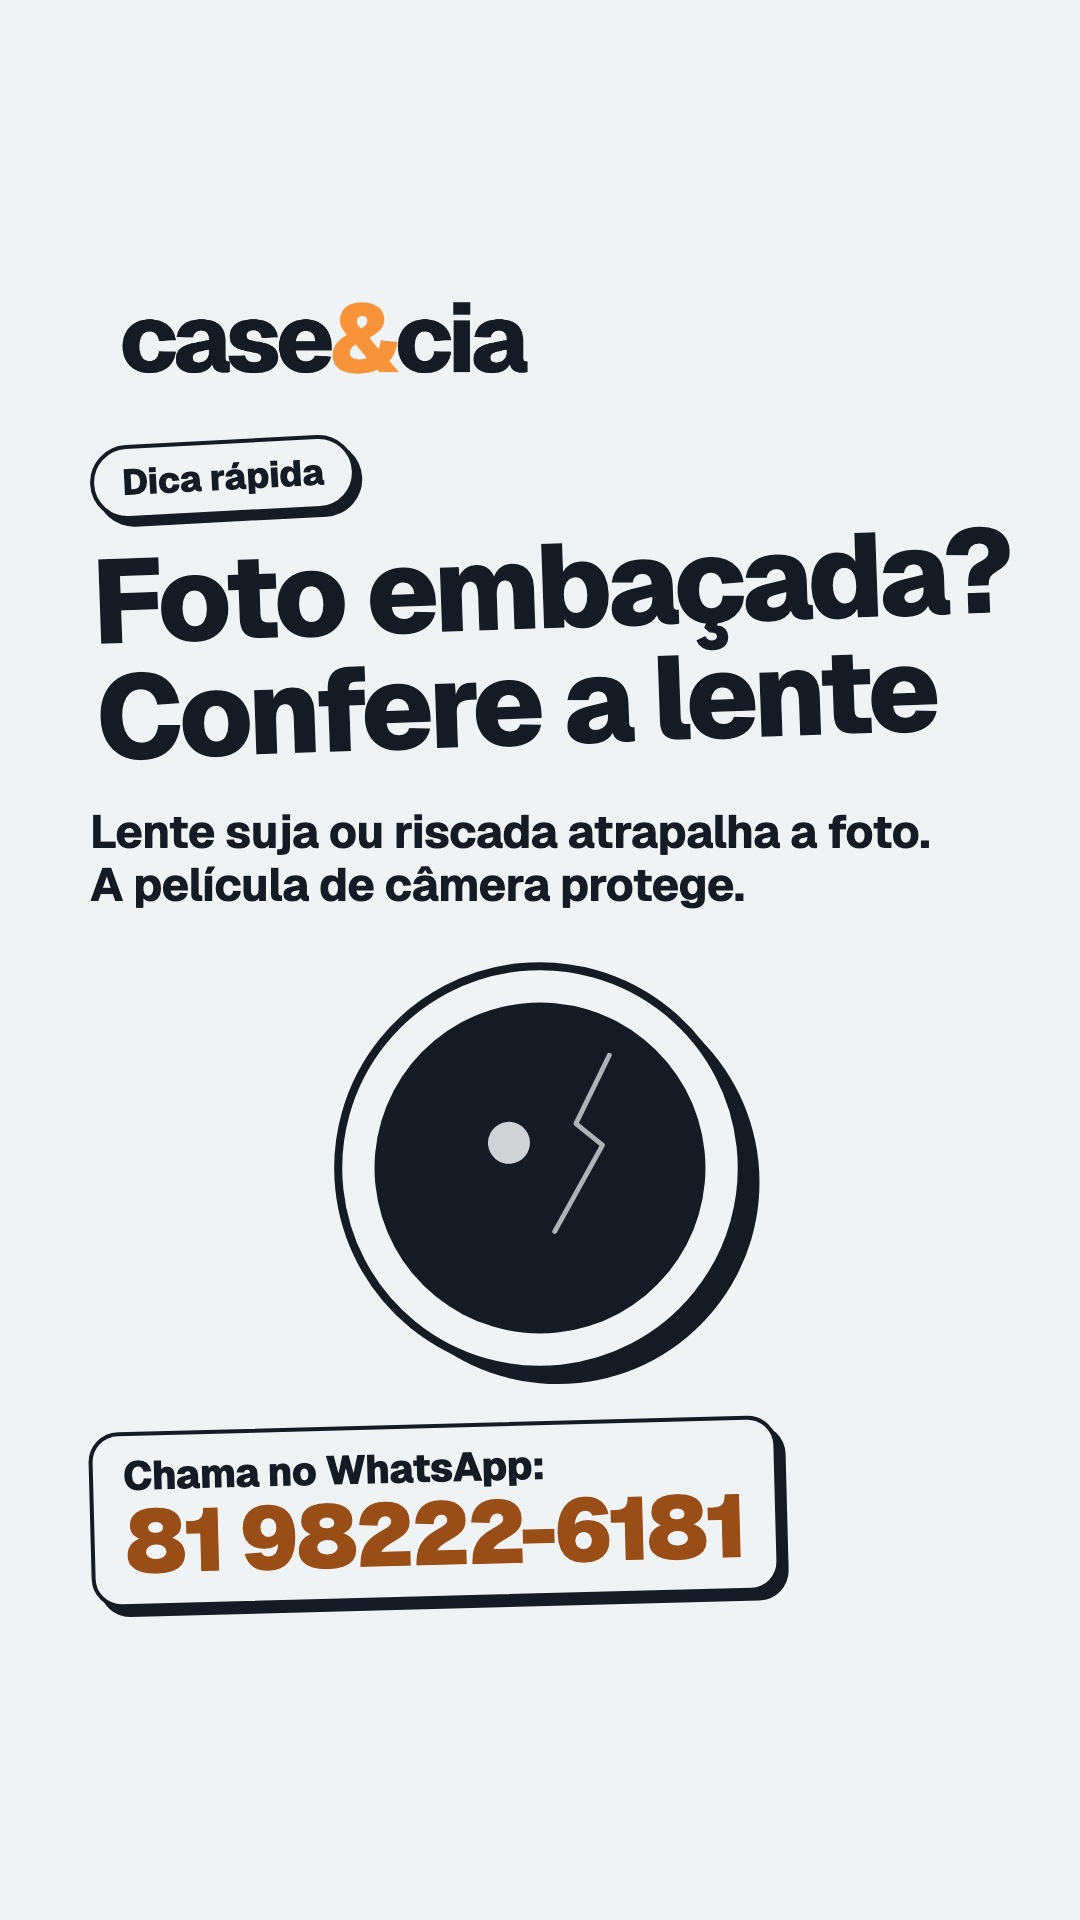 case&cia
Dica rápida
Foto embaçada?
Confere a lente
Lente suja ou riscada atrapalha a foto.
A película de câmera protege.
Chama no WhatsApp:
81 98222-6181